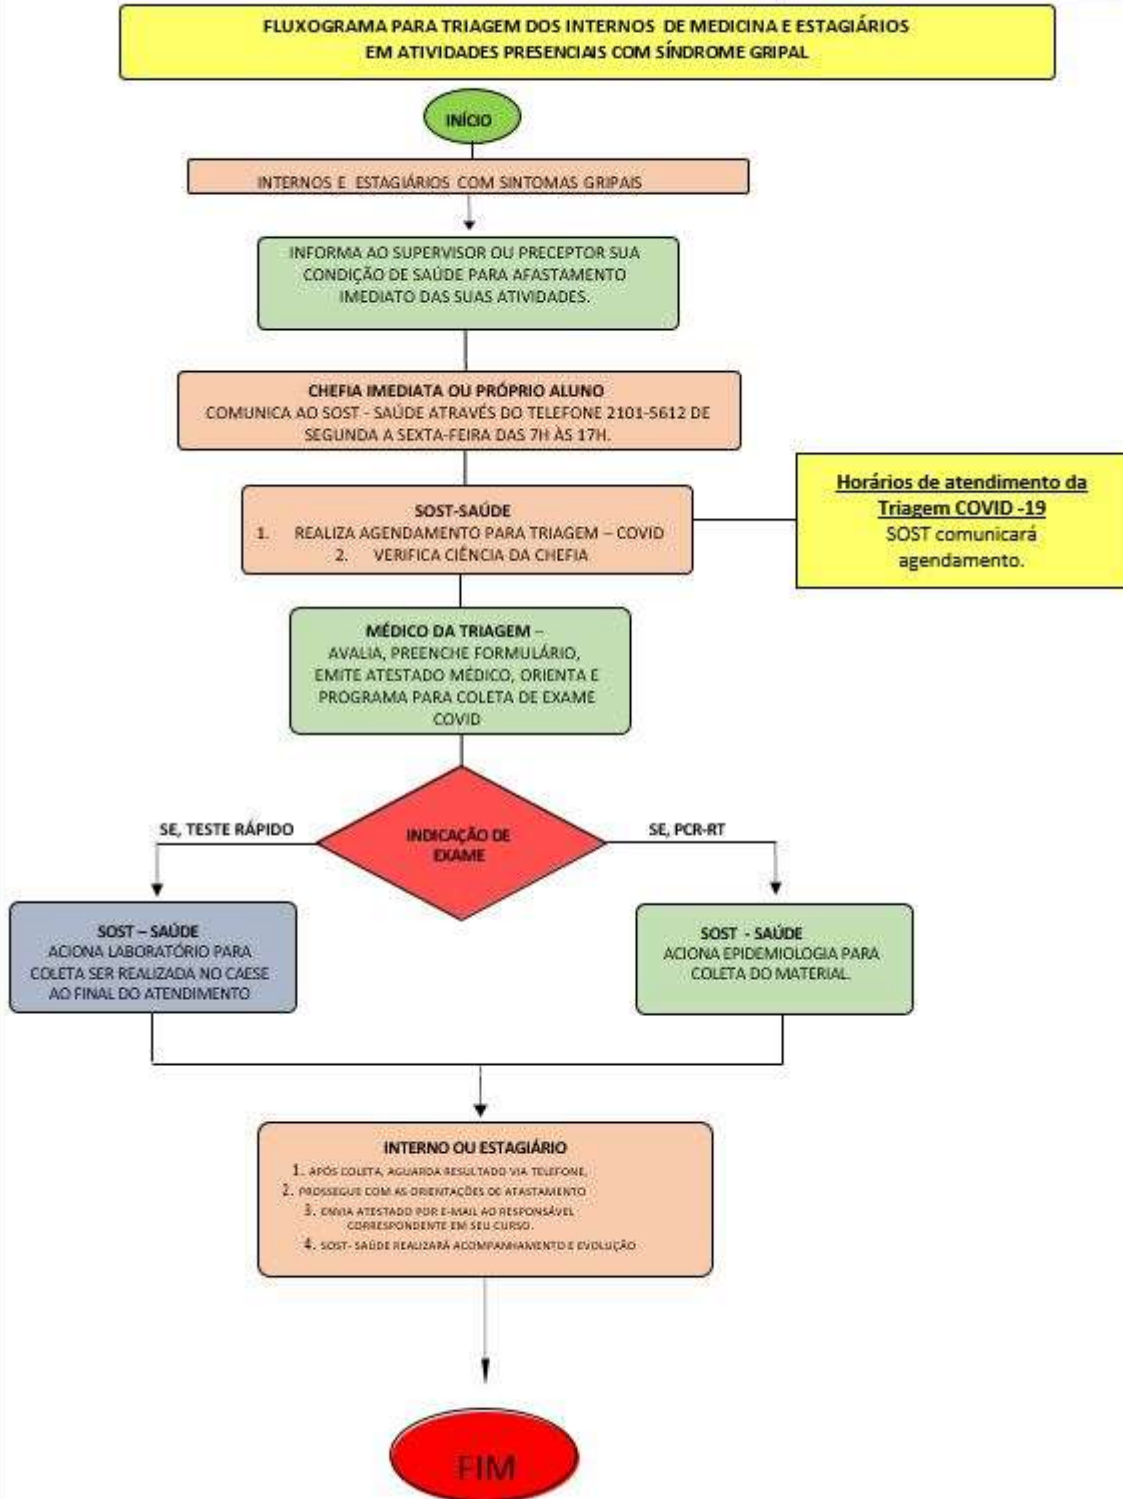 FLUXOGRAMA PARA TRIAGEM DOS INTERNOS DE MEDICINA E ESTAGIÁRIOS
EM ATIVIDADES PRESENCIAIS COM SÍNDROME GRIPAL
INÍCIO
INTERNOS E ESTAGIÁRIOS COM SINTOMAS GRIPAIS
INFORMA AO SUPERVISOR OU PRECEPTOR SUA
CONDIÇÃO DE SAÚDE PARA AFASTAMENTO
IMEDIATO DAS SUAS ATIVIDADES.
CHEFIA IMEDIATA OU PRÓPRIO ALUNO
COMUNICA AO SOST - SAÚDE ATRAVÉS DO TELEFONE 2101-5612 DE
SEGUNDA A SEXTA-FEIRA DAS 7H ÀS 17H.
SOST-SAÚDE
1. REALIZA AGENDAMENTO PARA TRIAGEM – COVID
2. VERIFICA CIÊNCIA DA CHEFIA
Horários de atendimento da
Triagem COVID -19
SOST comunicará
agendamento.
MÉDICO DA TRIAGEM –
AVALIA, PREENCHE FORMULÁRIO,
EMITE ATESTADO MÉDICO, ORIENTA E
PROGRAMA PARA COLETA DE EXAME
COVID
INDICAÇÃO DE
EXAME
SE, TESTE RÁPIDO
SE, PCR-RT
SOST – SAÚDE
ACIONA LABORATÓRIO PARA
COLETA SER REALIZADA NO CAESE
AO FINAL DO ATENDIMENTO
SOST - SAÚDE
ACIONA EPIDEMIOLOGIA PARA
COLETA DO MATERIAL.
INTERNO OU ESTAGIÁRIO
1. APÓS COLETA, AGUARDA RESULTADO VIA TELEFONE,
2. PROSSEGUE COM AS ORIENTAÇÕES DE AFASTAMENTO
3. ENVIA ATESTADO POR E-MAIL AO RESPONSÁVEL
CORRESPONDENTE EM SEU CURSO.
4. SOST- SAÚDE REALIZARÁ ACOMPANHAMENTO E EVOLUÇÃO
FIM